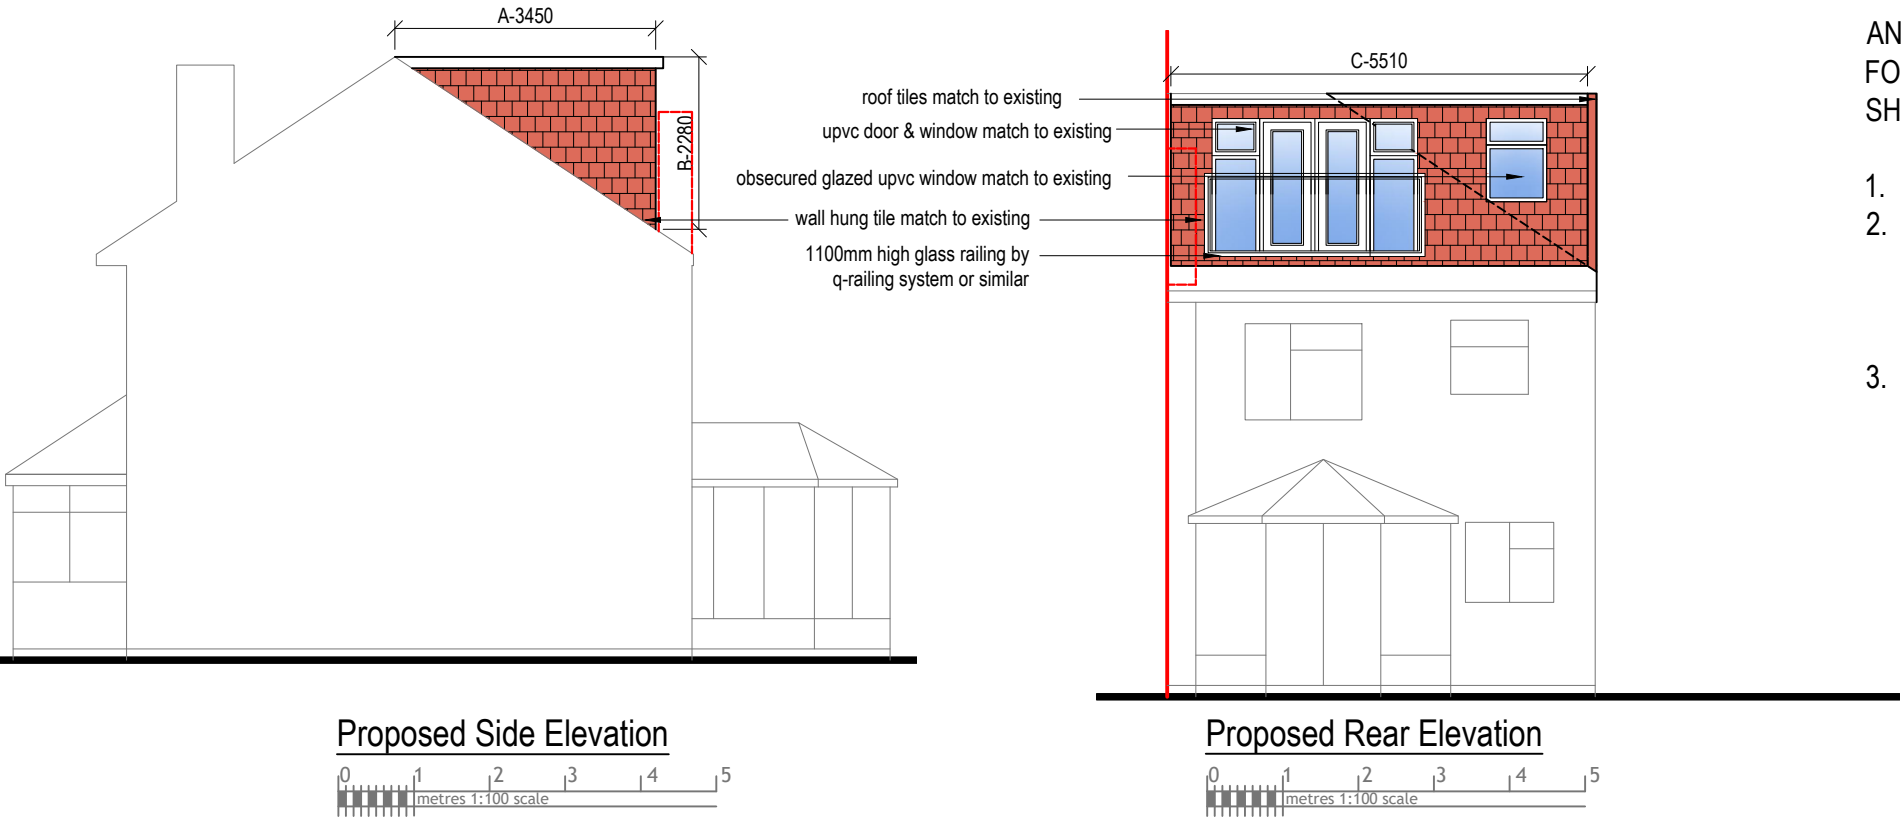 A-3450
B-2280
C-5510
roof tiles match to existing
upvc door & window match to existing
obsecured glazed upvc window match to existing
wall hung tile match to existing
1100mm high glass railing by
q-railing system or similar
AN
FO
SH
1.
2.
3.
Proposed Side Elevation
0 1 2 3 4 5
metres 1:100 scale
Proposed Rear Elevation
0 1 2 3 4 5
metres 1:100 scale